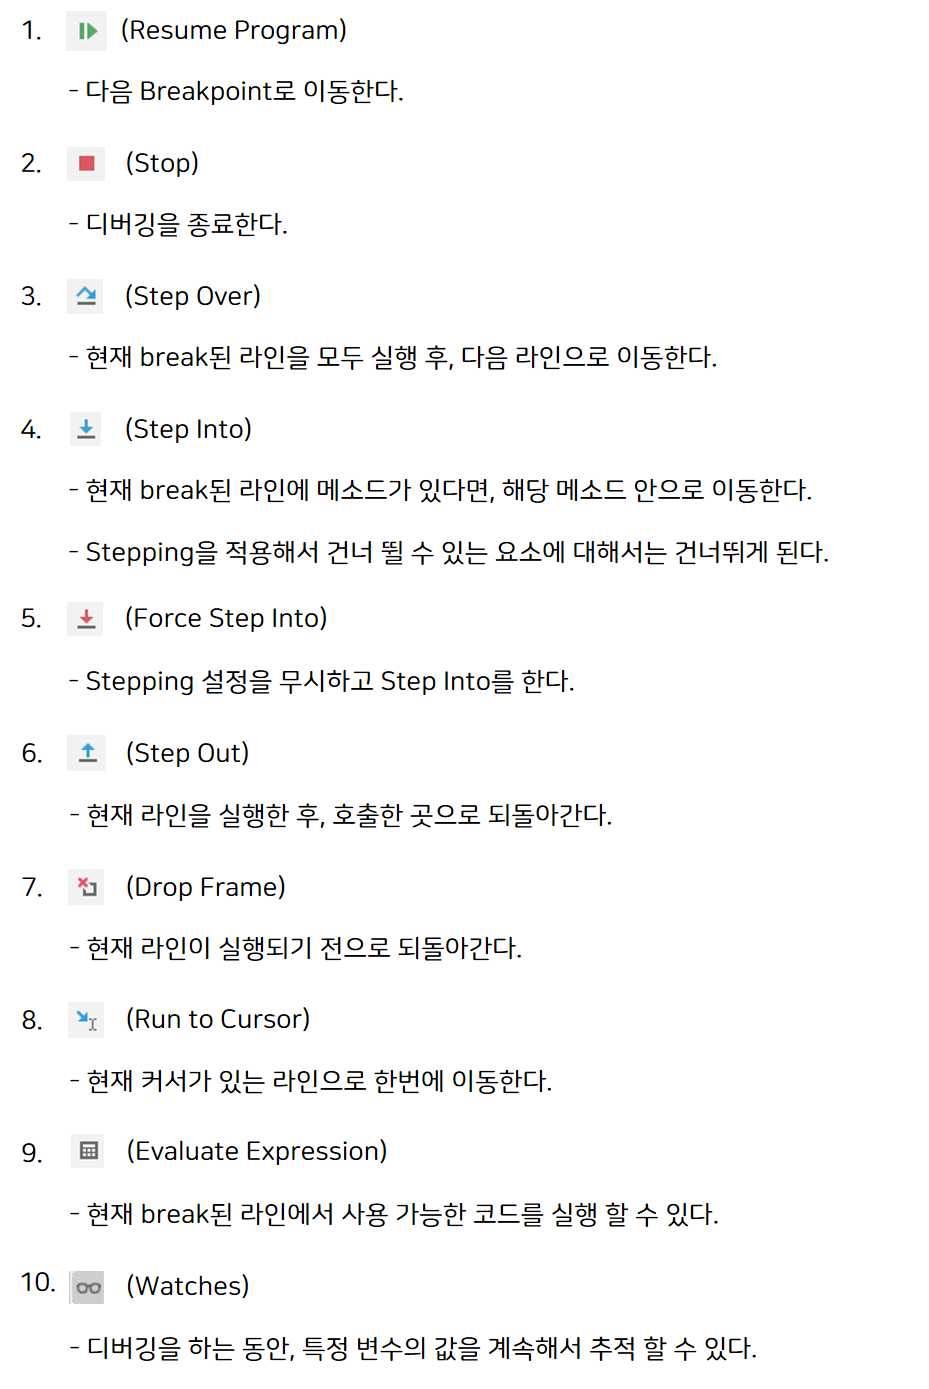 1. (Resume Program)
- 다음 Breakpoint로 이동한다.
2. (Stop)
- 디버깅을 종료한다.
3. (Step Over)
- 현재 break된 라인을 모두 실행 후, 다음 라인으로 이동한다.
4. (Step Into)
- 현재 break된 라인에 메소드가 있다면, 해당 메소드 안으로 이동한다.
- Stepping을 적용해서 건너 뛸 수 있는 요소에 대해서는 건너뛰게 된다.
5. (Force Step Into)
- Stepping 설정을 무시하고 Step Into를 한다.
6. (Step Out)
- 현재 라인을 실행한 후, 호출한 곳으로 되돌아간다.
7. (Drop Frame)
- 현재 라인이 실행되기 전으로 되돌아간다.
8. (Run to Cursor)
- 현재 커서가 있는 라인으로 한번에 이동한다.
9. (Evaluate Expression)
- 현재 break된 라인에서 사용 가능한 코드를 실행 할 수 있다.
10. (Watches)
- 디버깅을 하는 동안, 특정 변수의 값을 계속해서 추적 할 수 있다.